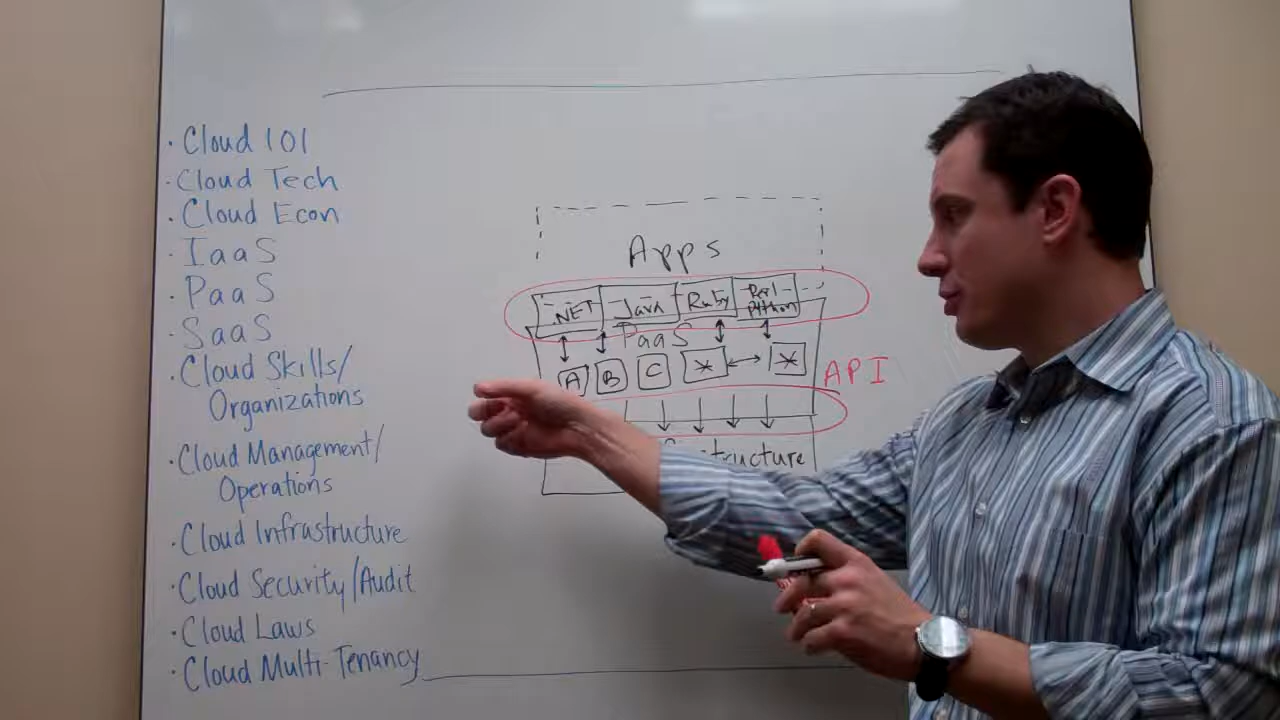 · Cloud 101
· Cloud Tech
· Cloud Econ
· IaaS
· PaaS
· SaaS
· Cloud Skills/
Organizations
· Cloud Management/
Operations
· Cloud Infrastructure
· Cloud Security/Audit
· Cloud Laws
· Cloud Multi-Tenancy
Apps
.NET Java Ruby Perl-
Python
PaaS
A B C * *
API
structure